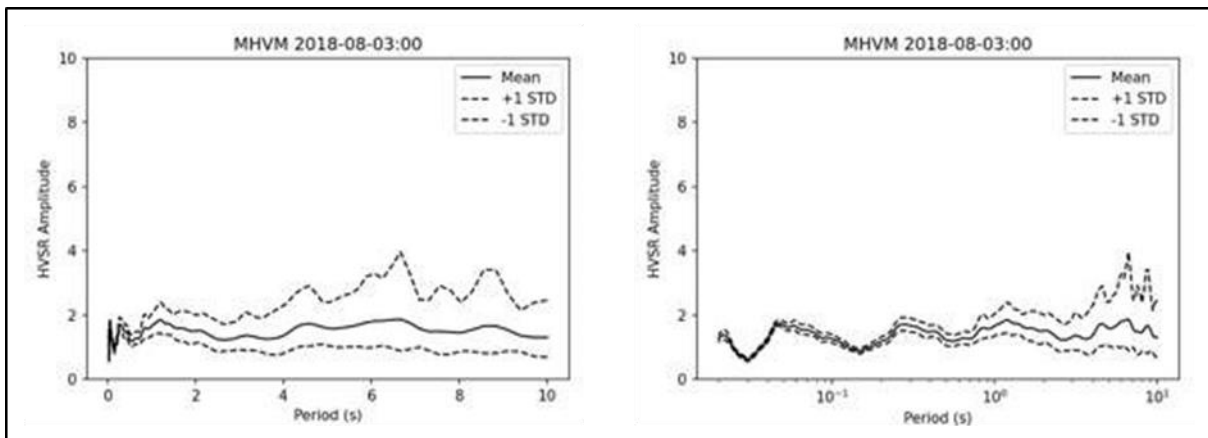 MHVM 2018-08-03:00
10
8
6
4
2
0
HVSR Amplitude
Mean
+1 STD
-1 STD
0 2 4 6 8 10
Period (s)
MHVM 2018-08-03:00
10
8
6
4
2
0
HVSR Amplitude
Mean
+1 STD
-1 STD
10⁻¹ 10⁰ 10¹
Period (s)